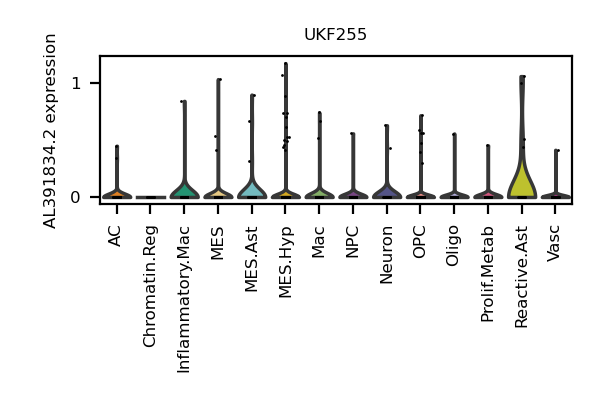 UKF255
AL391834.2 expression
1
0
AC
Chromatin.Reg
Inflammatory.Mac
MES
MES.Ast
MES.Hyp
Mac
NPC
Neuron
OPC
Oligo
Prolif.Metab
Reactive.Ast
Vasc